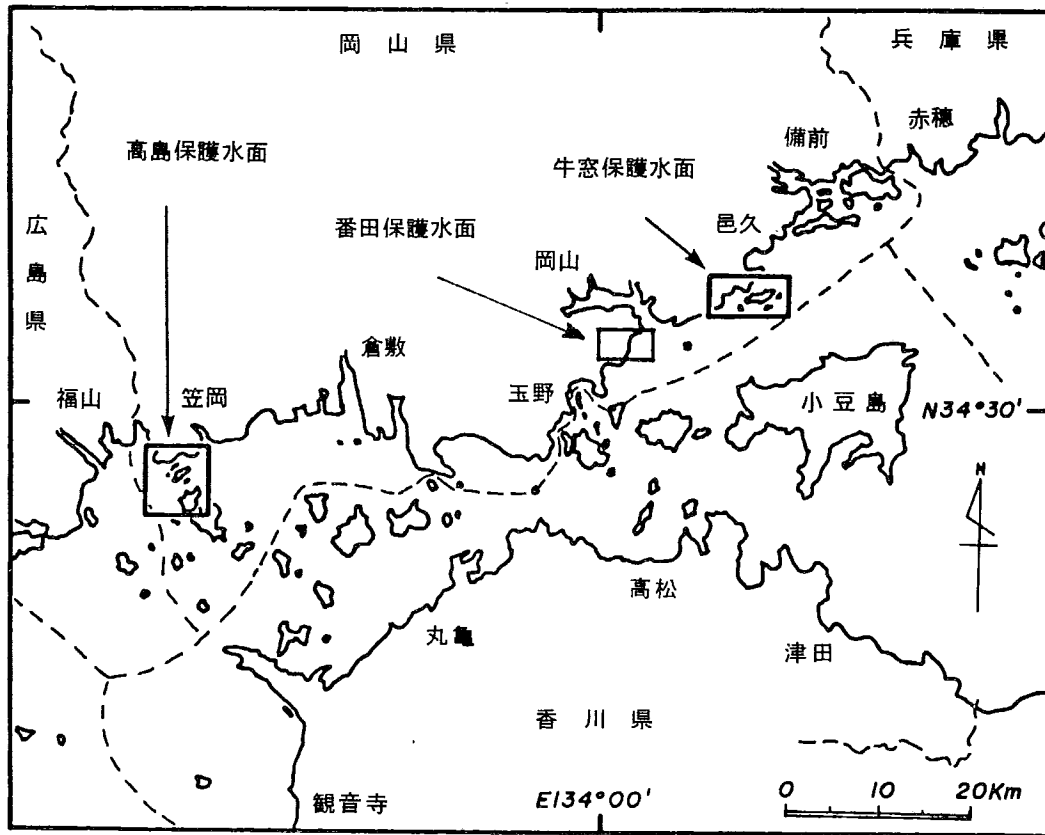 岡山県
兵庫県
赤穂
備前
高島保護水面
牛窓保護水面
番田保護水面
邑久
広島県
岡山
倉敷
福山
笠岡
玉野
小豆島
N34°30'
N
高松
丸亀
津田
香川県
観音寺
E134°00'
0 10 20Km